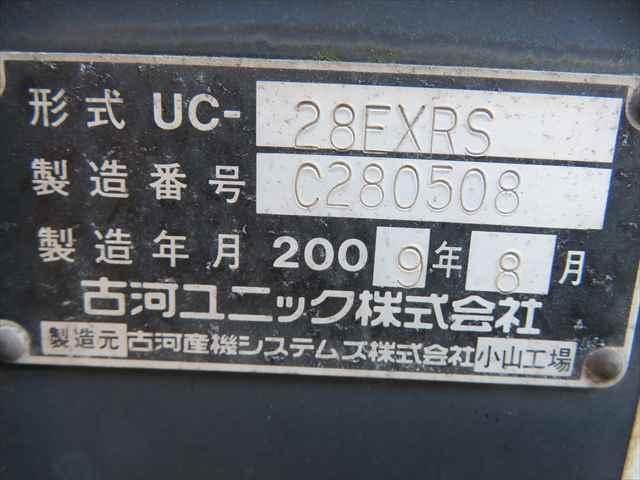 形式 UC-28EXRS
製造番号 C280508
製造年月 2009年8月
古河ユニック株式会社
製造元 古河産機システムズ株式会社 小山工場